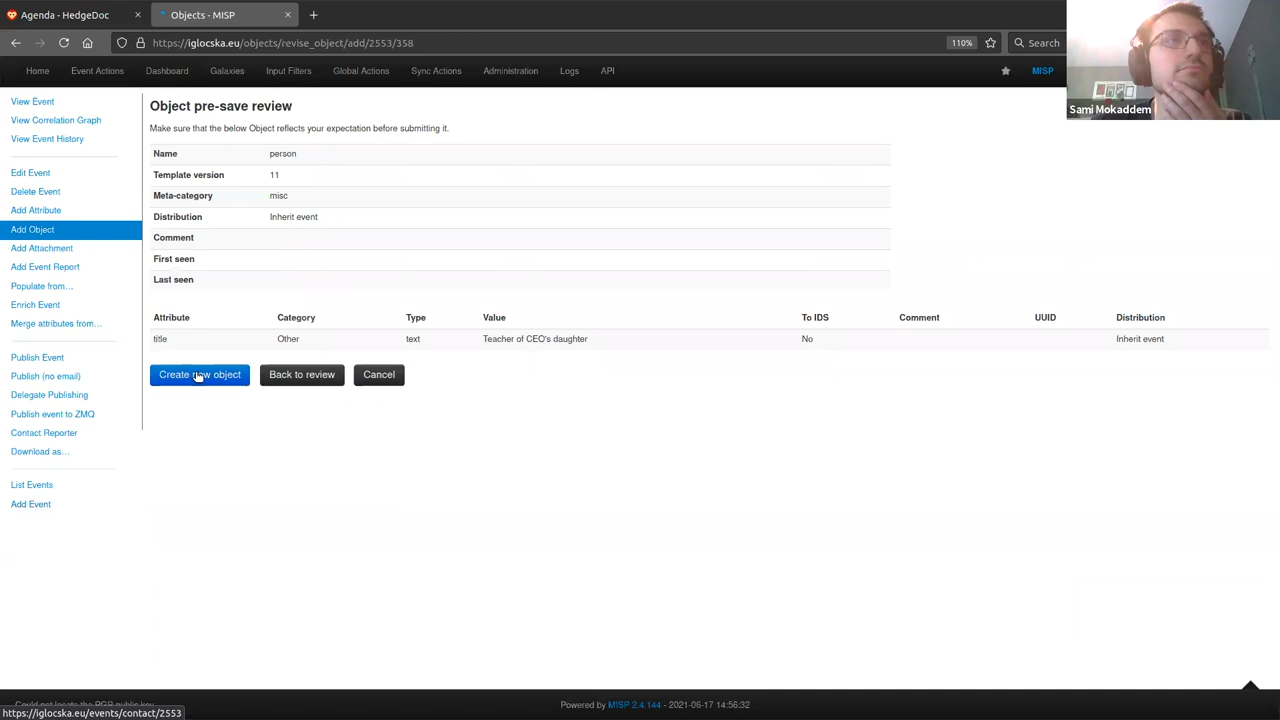 Agenda - HedgeDoc
Objects - MISP
https://iglocska.eu/objects/revise_object/add/2553/358
110%
Search
Home
Event Actions
Dashboard
Galaxies
Input Filters
Global Actions
Sync Actions
Administration
Logs
API
MISP
Sami Mokaddem
View Event
View Correlation Graph
View Event History
Edit Event
Delete Event
Add Attribute
Add Object
Add Attachment
Add Event Report
Populate from...
Enrich Event
Merge attributes from...
Publish Event
Publish (no email)
Delegate Publishing
Publish event to ZMQ
Contact Reporter
Download as...
List Events
Add Event
Object pre-save review
Make sure that the below Object reflects your expectation before submitting it.
Name person
Template version 11
Meta-category misc
Distribution Inherit event
Comment
First seen
Last seen
Attribute Category Type Value To IDS Comment UUID Distribution
title Other text Teacher of CEO's daughter No Inherit event
Create new object
Back to review
Cancel
Could not locate the PGP public key.
Powered by MISP 2.4.144 - 2021-06-17 14:56:32
https://iglocska.eu/events/contact/2553